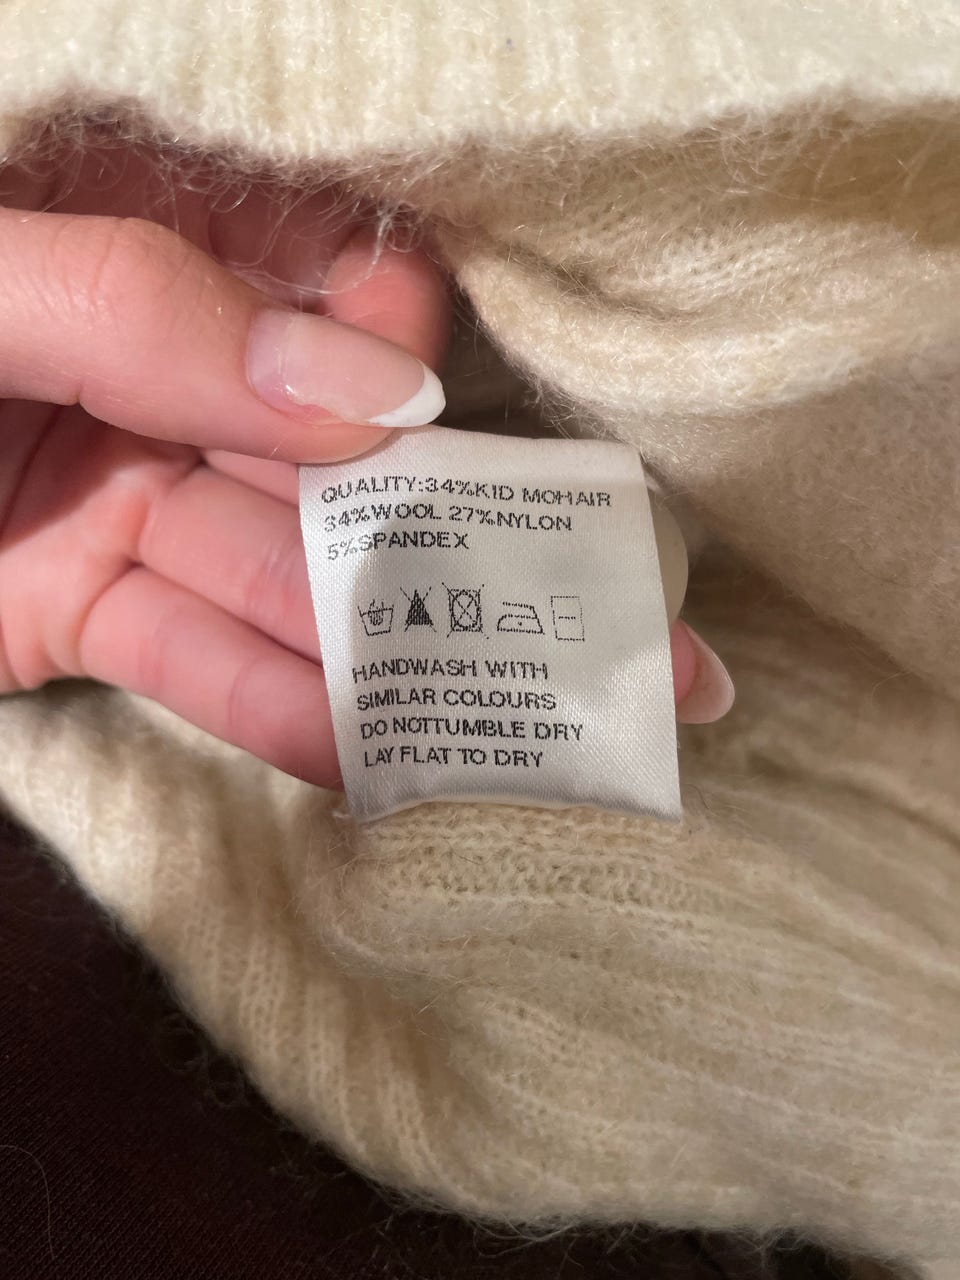 QUALITY:34%KID MOHAIR
34%WOOL 27%NYLON
5%SPANDEX
HANDWASH WITH
SIMILAR COLOURS
DO NOTTUMBLE DRY
LAY FLAT TO DRY